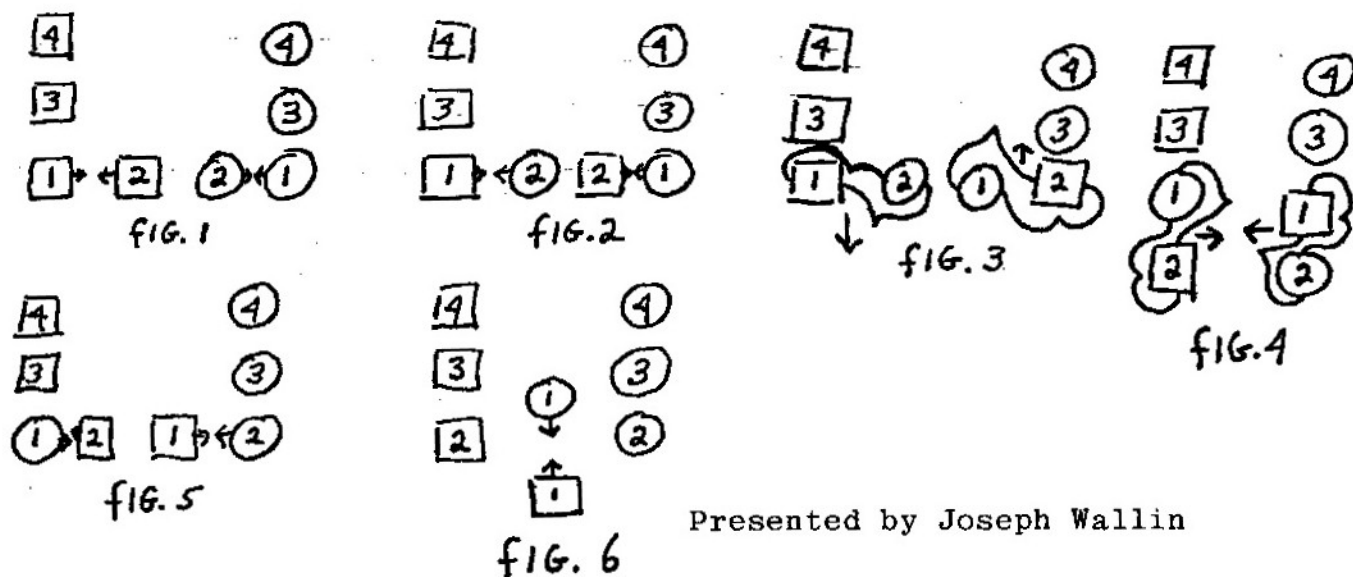 4 4 4 4 4 4 4 4
3 3 3 3 3 3 3 3
1 2 2 1 1 2 2 1 1 2 1 2 1 1
2 2
fIG. 1 fIG. 2 fIG. 3
fIG. 4
4 4 4 4
3 3 3 3
1
1 2 1 2 2 2
1
fIG. 5
fIG. 6
Presented by Joseph Wallin